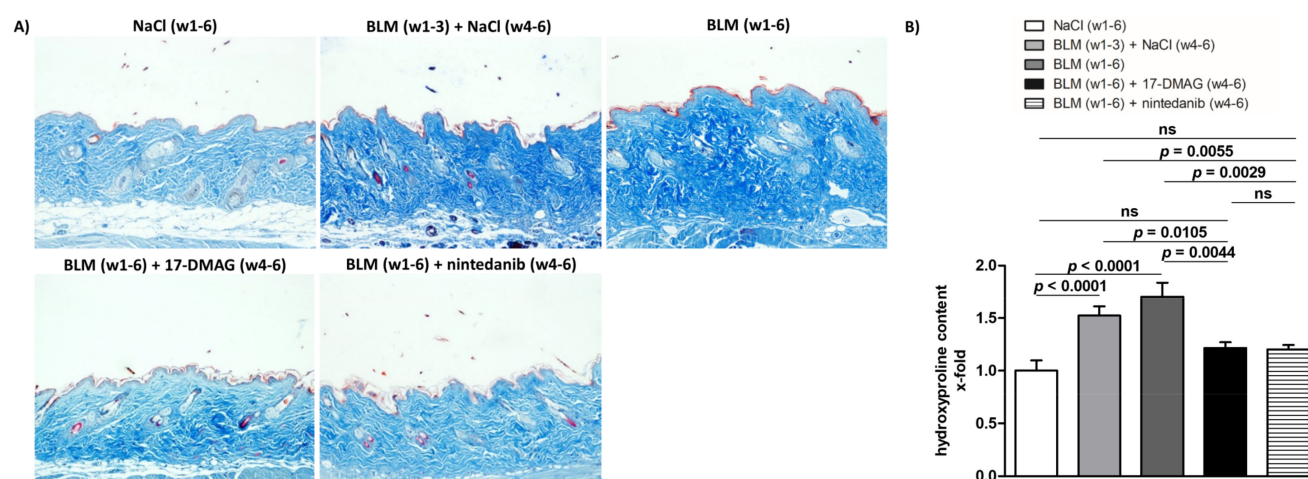 A)
NaCl (w1-6)
BLM (w1-3) + NaCl (w4-6)
BLM (w1-6)
BLM (w1-6) + 17-DMAG (w4-6)
BLM (w1-6) + nintedanib (w4-6)
B)
NaCl (w1-6)
BLM (w1-3) + NaCl (w4-6)
BLM (w1-6)
BLM (w1-6) + 17-DMAG (w4-6)
BLM (w1-6) + nintedanib (w4-6)
ns
p = 0.0055
p = 0.0029
ns
ns
p = 0.0105
p = 0.0044
p < 0.0001
p < 0.0001
hydroxyproline content
x-fold
2.0
1.5
1.0
0.5
0.0